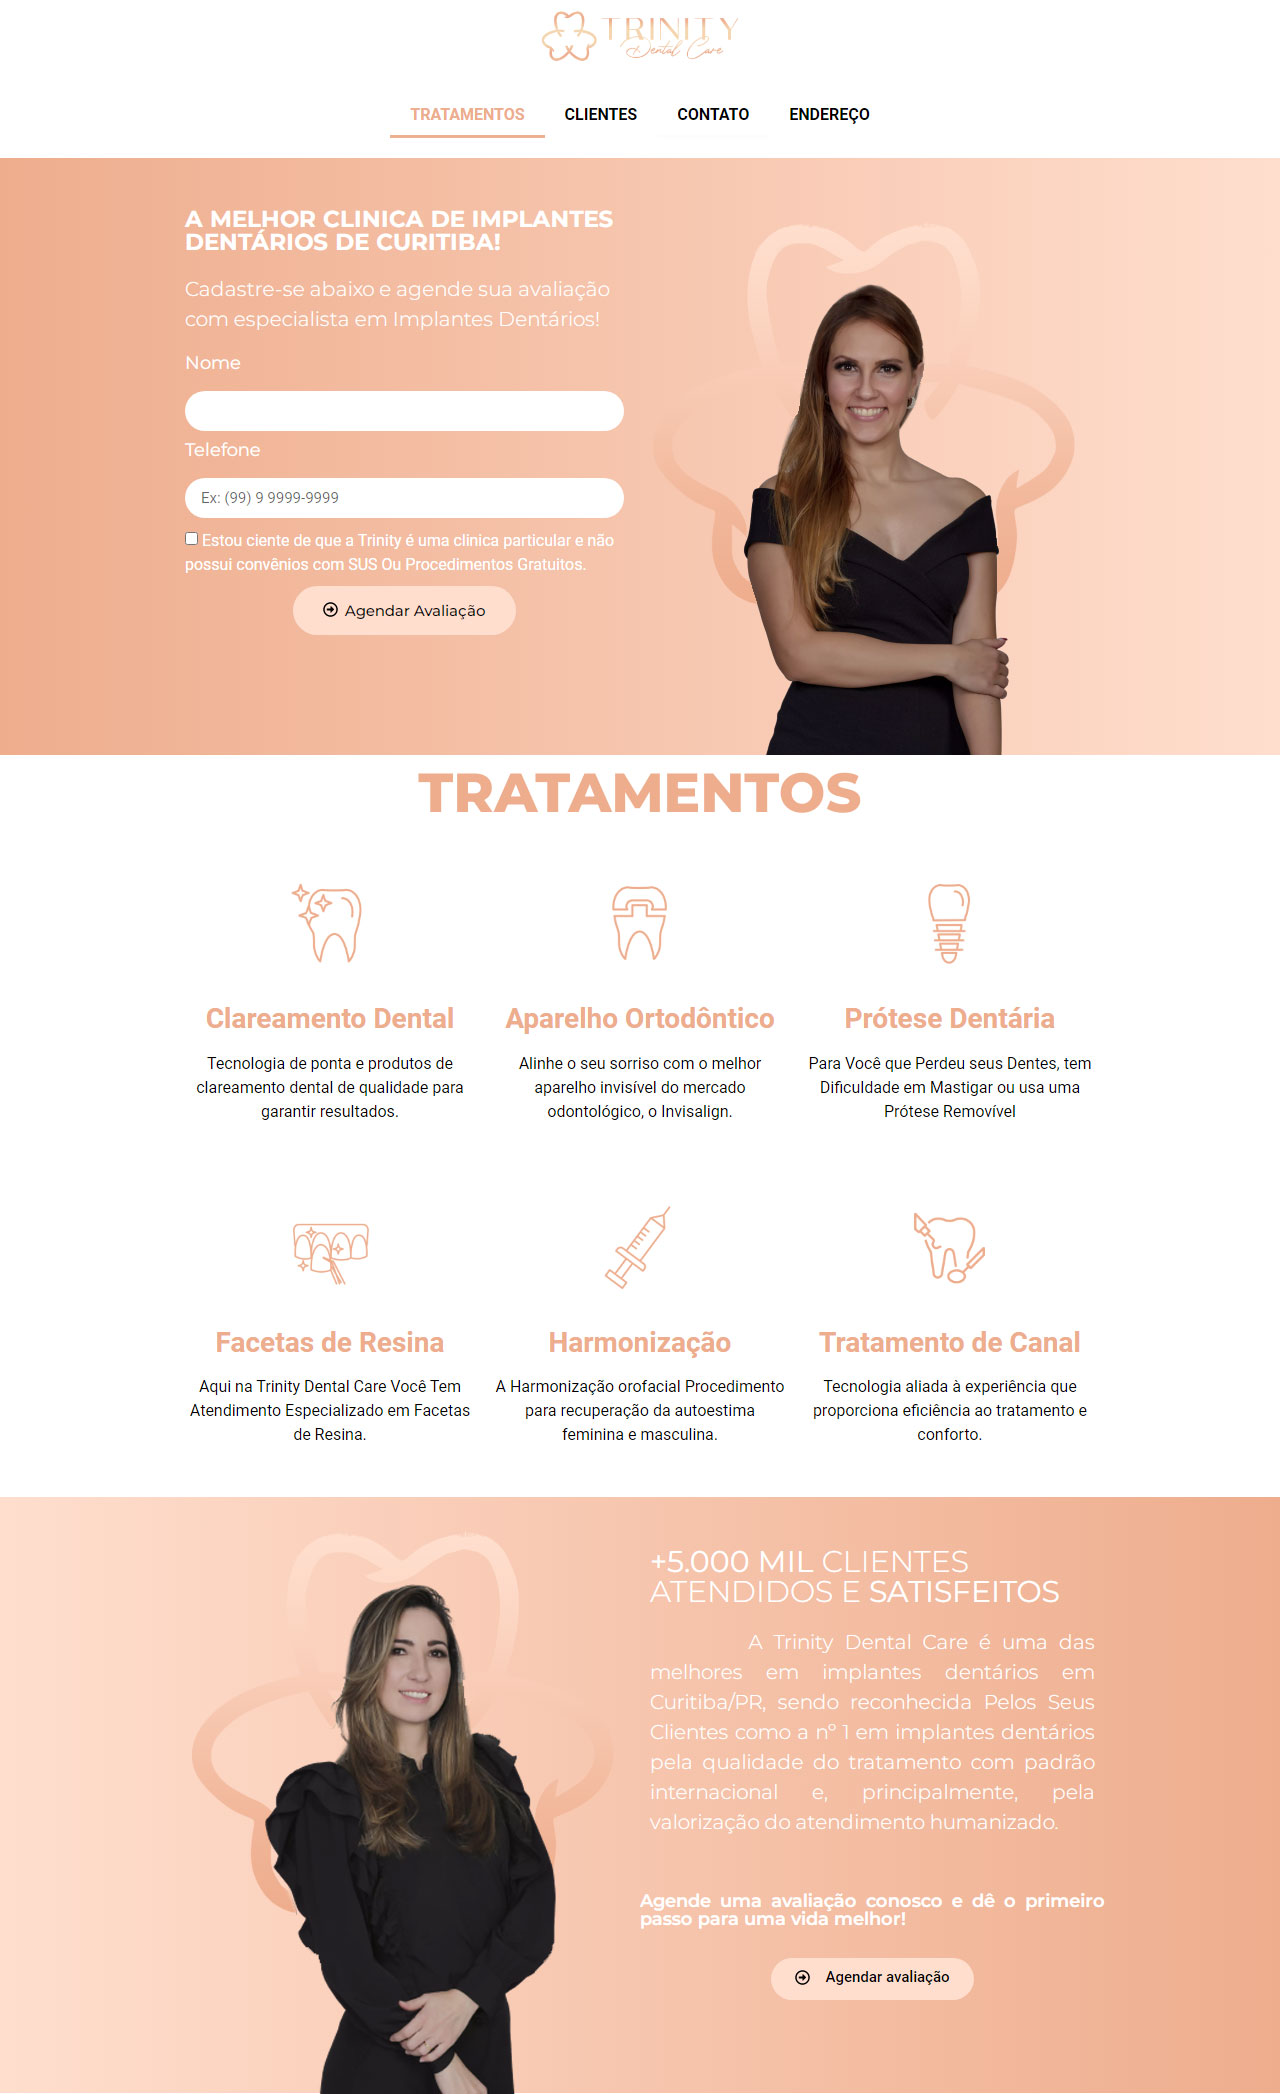 TRINITY
Dental Care
TRATAMENTOS CLIENTES CONTATO ENDEREÇO
A MELHOR CLINICA DE IMPLANTES
DENTÁRIOS DE CURITIBA!
Cadastre-se abaixo e agende sua avaliação
com especialista em Implantes Dentários!
Nome
Telefone
Ex: (99) 9 9999-9999
Estou ciente de que a Trinity é uma clinica particular e não
possui convênios com SUS Ou Procedimentos Gratuitos.
Agendar Avaliação
TRATAMENTOS
Clareamento Dental
Tecnologia de ponta e produtos de
clareamento dental de qualidade para
garantir resultados.
Aparelho Ortodôntico
Alinhe o seu sorriso com o melhor
aparelho invisível do mercado
odontológico, o Invisalign.
Prótese Dentária
Para Você que Perdeu seus Dentes, tem
Dificuldade em Mastigar ou usa uma
Prótese Removível
Facetas de Resina
Aqui na Trinity Dental Care Você Tem
Atendimento Especializado em Facetas
de Resina.
Harmonização
A Harmonização orofacial Procedimento
para recuperação da autoestima
feminina e masculina.
Tratamento de Canal
Tecnologia aliada à experiência que
proporciona eficiência ao tratamento e
conforto.
+5.000 MIL CLIENTES
ATENDIDOS E SATISFEITOS
A Trinity Dental Care é uma das
melhores em implantes dentários em
Curitiba/PR, sendo reconhecida Pelos Seus
Clientes como a nº 1 em implantes dentários
pela qualidade do tratamento com padrão
internacional e, principalmente, pela
valorização do atendimento humanizado.
Agende uma avaliação conosco e dê o primeiro
passo para uma vida melhor!
Agendar avaliação